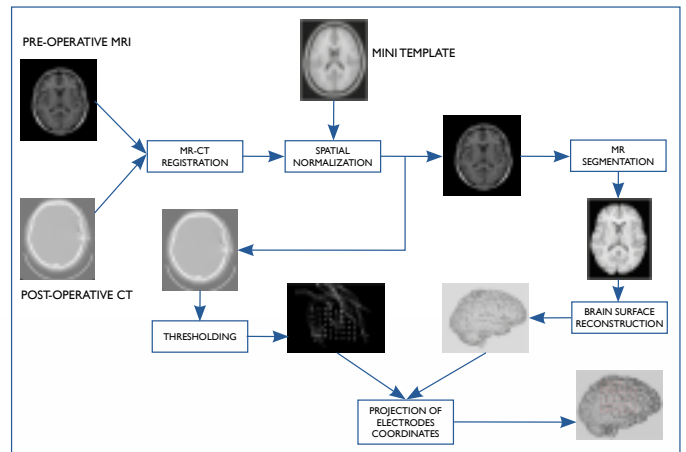 PRE-OPERATIVE MRI
MINI TEMPLATE
MR-CT
REGISTRATION
SPATIAL
NORMALIZATION
MR
SEGMENTATION
POST-OPERATIVE CT
THRESHOLDING
BRAIN SURFACE
RECONSTRUCTION
PROJECTION OF
ELECTRODES
COORDINATES